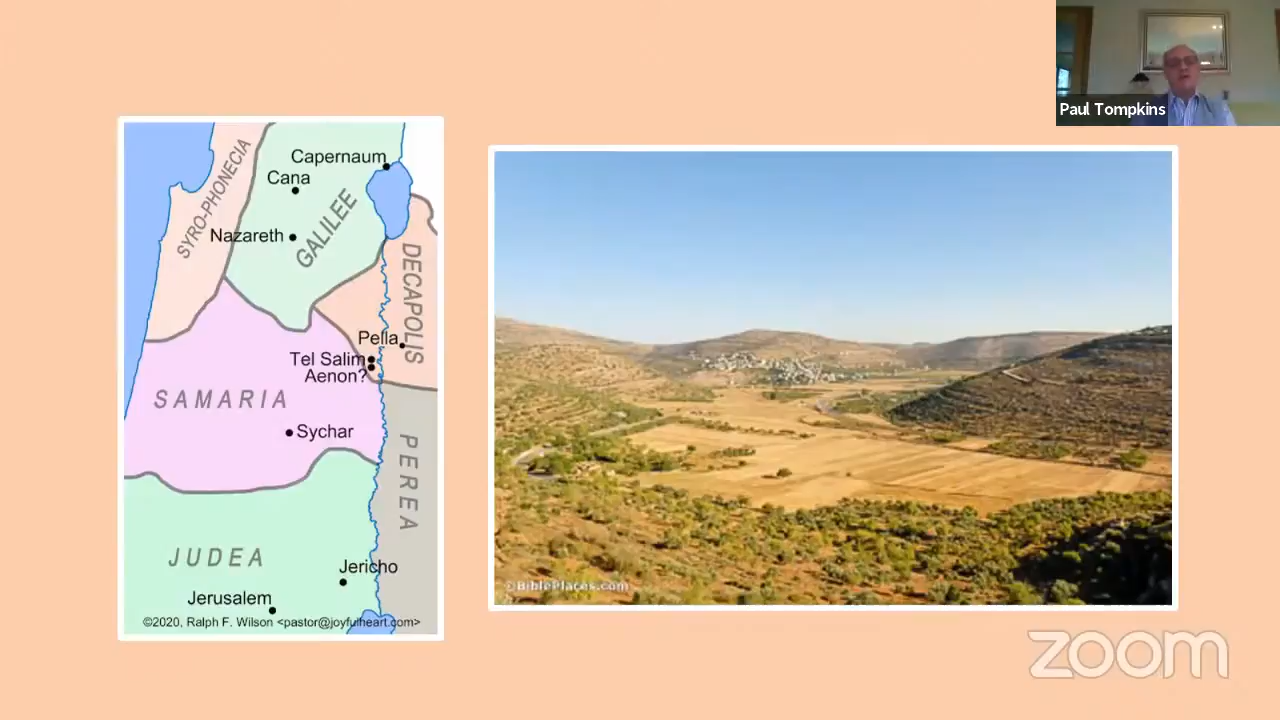 Paul Tompkins
SYRO-PHONECIA
Capernaum
Cana
GALILEE
Nazareth
DECAPOLIS
Pella
Tel Salim
Aenon?
SAMARIA
Sychar
PEREA
JUDEA
Jericho
Jerusalem
©2020, Ralph F. Wilson <pastor@joyfulheart.com>
©BiblePlaces.com
zoom